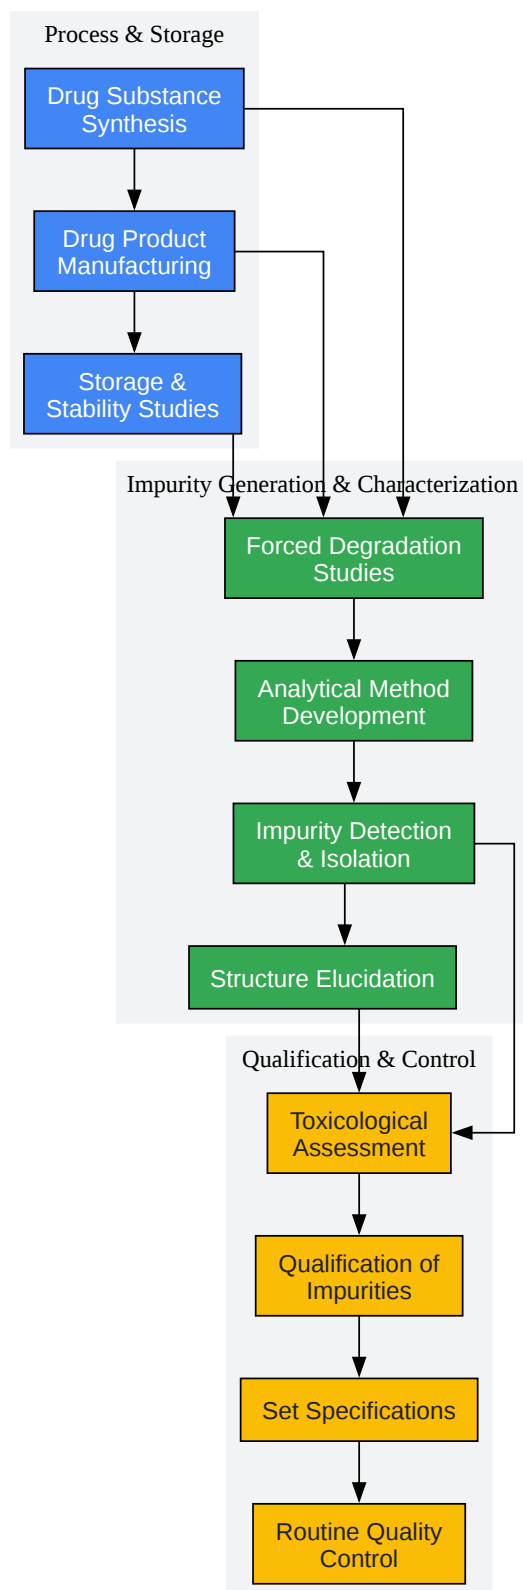 Process & Storage
Drug Substance
Synthesis
Drug Product
Manufacturing
Storage &
Stability Studies
Impurity Generation & Characterization
Forced Degradation
Studies
Analytical Method
Development
Impurity Detection
& Isolation
Structure Elucidation
Qualification & Control
Toxicological
Assessment
Qualification of
Impurities
Set Specifications
Routine Quality
Control